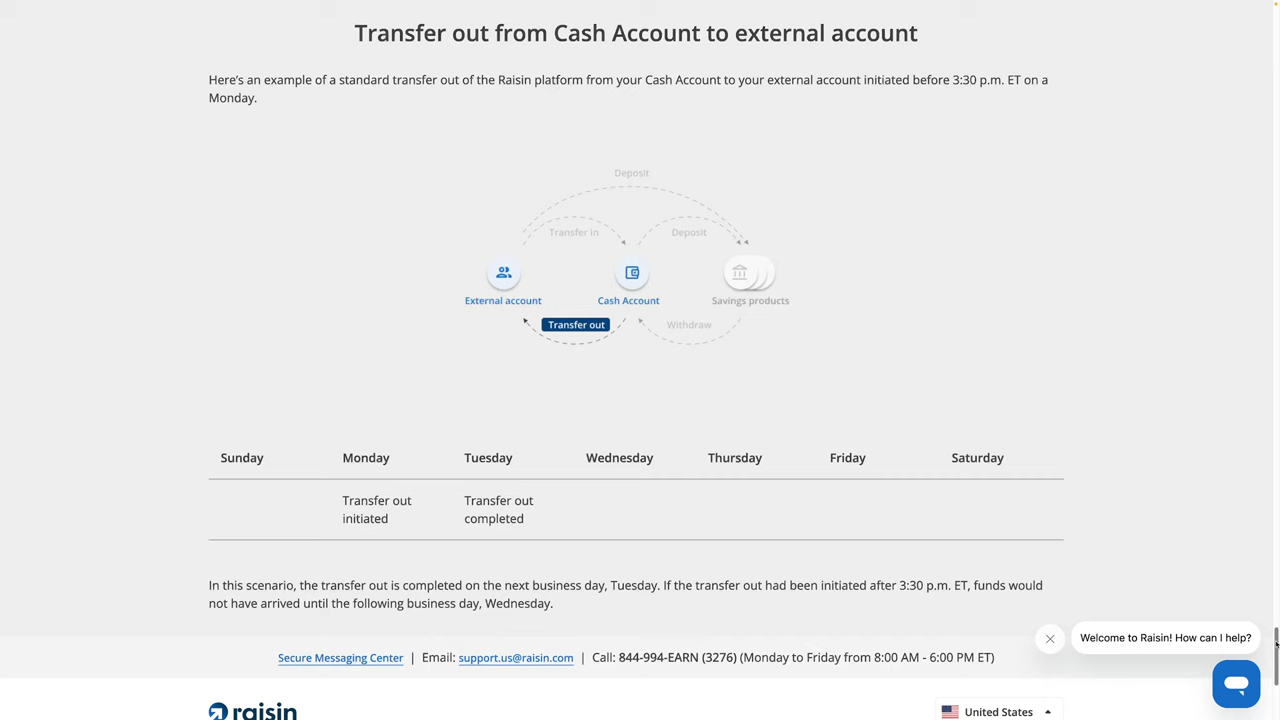 Transfer out from Cash Account to external account
Here's an example of a standard transfer out of the Raisin platform from your Cash Account to your external account initiated before 3:30 p.m. ET on a
Monday.
Deposit
Transfer in
Deposit
External account
Cash Account
Savings products
Transfer out
Withdraw
Sunday Monday Tuesday Wednesday Thursday Friday Saturday
Transfer out Transfer out
initiated completed
In this scenario, the transfer out is completed on the next business day, Tuesday. If the transfer out had been initiated after 3:30 p.m. ET, funds would
not have arrived until the following business day, Wednesday.
Welcome to Raisin! How can I help?
Secure Messaging Center | Email: support.us@raisin.com | Call: 844-994-EARN (3276) (Monday to Friday from 8:00 AM - 6:00 PM ET)
raisin
United States